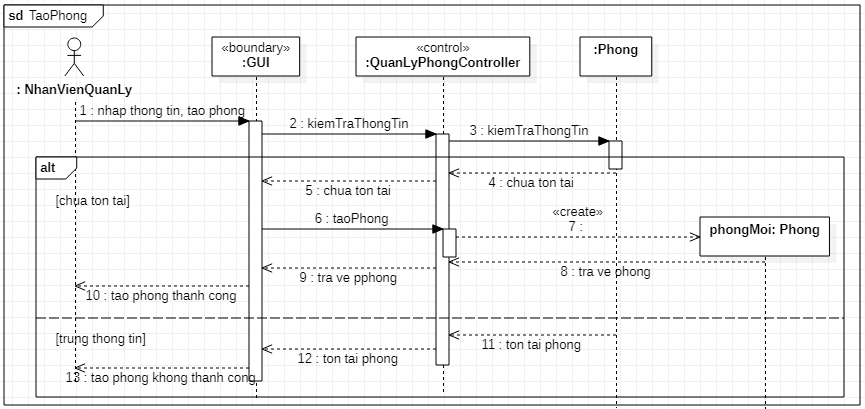 sd TaoPhong
: NhanVienQuanLy
«boundary»
:GUI
«control»
:QuanLyPhongController
:Phong
1 : nhap thong tin, tao phong
2 : kiemTraThongTin
3 : kiemTraThongTin
alt
[chua ton tai]
4 : chua ton tai
5 : chua ton tai
6 : taoPhong
«create»
7 :
phongMoi: Phong
8 : tra ve phong
9 : tra ve pphong
10 : tao phong thanh cong
[trung thong tin]
11 : ton tai phong
12 : ton tai phong
13 : tao phong khong thanh cong